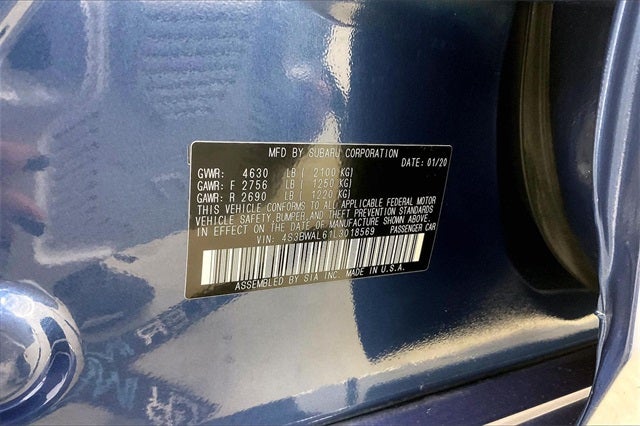 MFD BY SUBARU CORPORATION
DATE: 01/20
GVWR: 4630 LB ( 2100 KG)
GAWR: F 2756 LB ( 1250 KG)
GAWR: R 2690 LB ( 1220 KG)
THIS VEHICLE CONFORMS TO ALL APPLICABLE FEDERAL MOTOR
VEHICLE SAFETY, BUMPER, AND THEFT PREVENTION STANDARDS
IN EFFECT ON THE DATE OF MANUFACTURE SHOWN ABOVE.
VIN: 4S3BWAL61L3018569 PASSENGER CAR
ASSEMBLED BY SIA INC. MADE IN U.S.A.